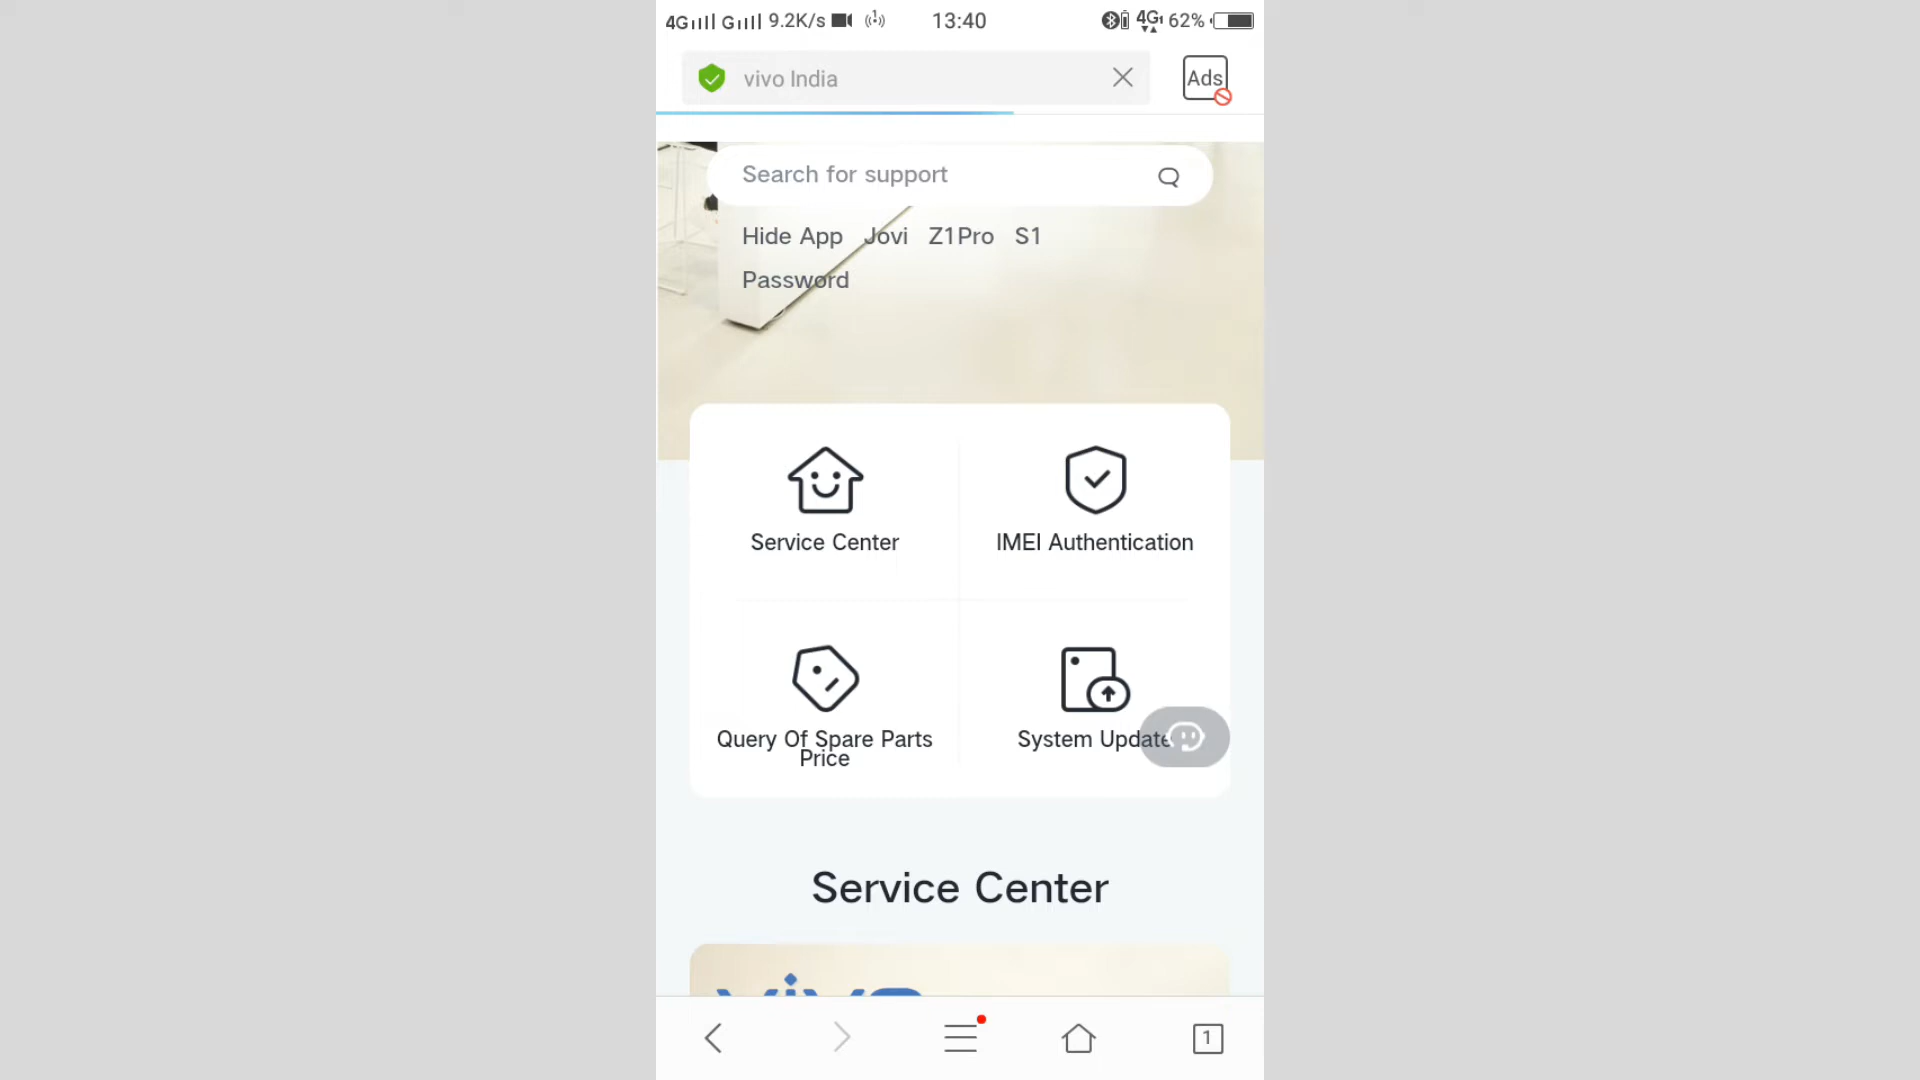 4G G 9.2K/s 13:40 4G 62%
vivo India
Ads
Search for support
Hide App Jovi Z1Pro S1
Password
Service Center
IMEI Authentication
Query Of Spare Parts
Price
System Update
Service Center
vivo
1